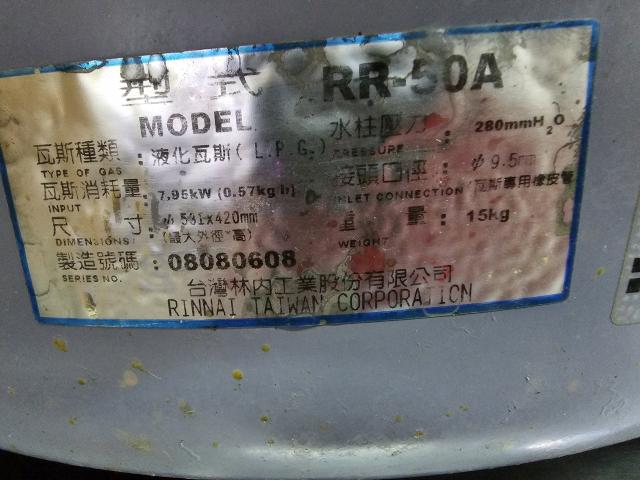 型式 RR-50A
MODEL
瓦斯種類：液化瓦斯(L.P.G.)
TYPE OF GAS
瓦斯消耗量：7.95kW (0.57kg/h)
INPUT
尺寸：φ 531x420mm
DIMENSIONS (最大外徑*高)
製造號碼：08080608
SERIES NO.
水柱壓力：280mmH2O
PRESSURE
接頭口徑：φ 9.5mm
INLET CONNECTION (瓦斯專用橡皮管
重量：15kg
WEIGHT
台灣林內工業股份有限公司
RINNAI TAIWAN CORPORATION